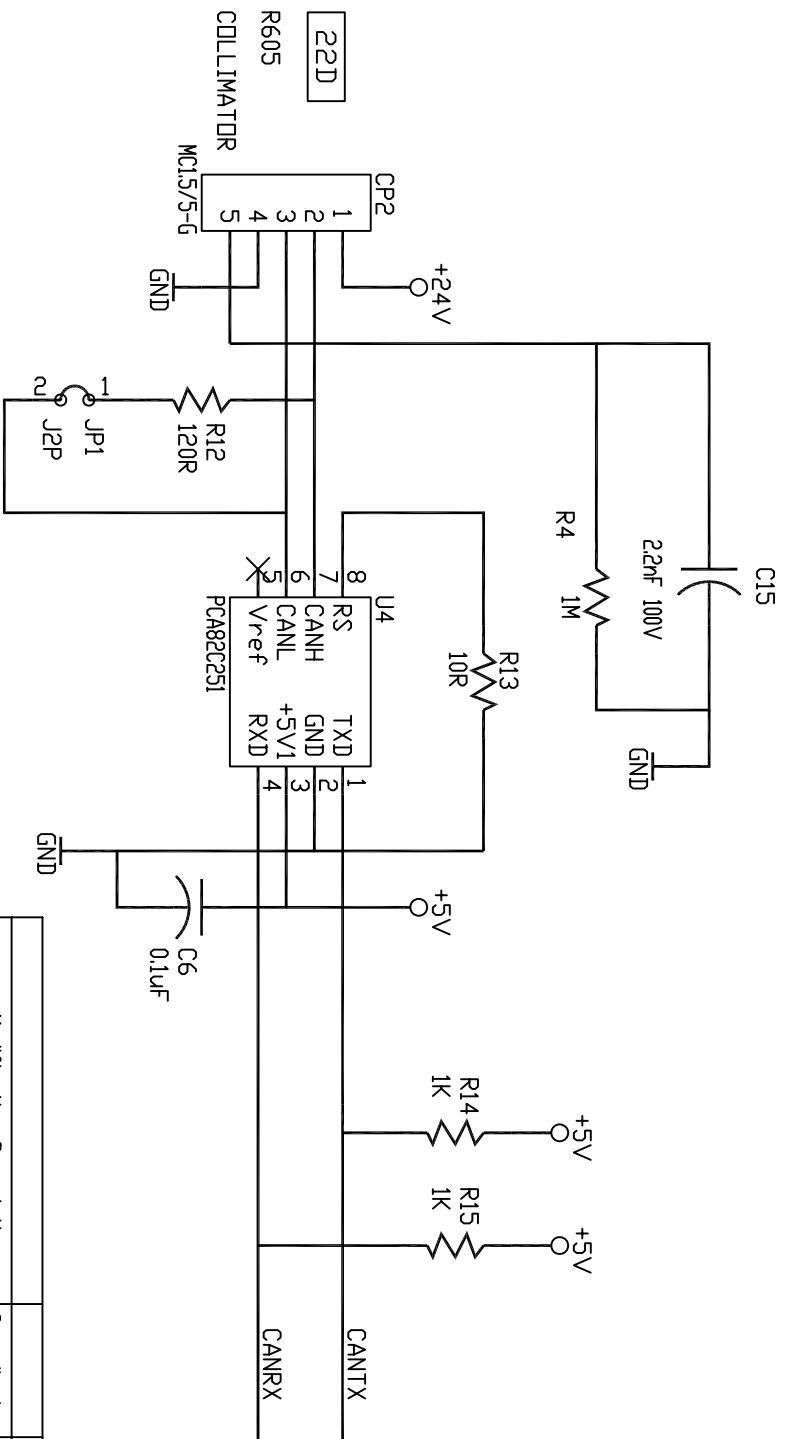 22D
R605
COLLIMATOR
CP2
1
2
3
4
5
MC1,5/5-G
+24V
GND
1
2
JP1
J2P
R12
120R
C15
2.2nF 100V
R4
1M
GND
R13
10R
U4
8
7
6
5
RS
CANH
CANL
Vref
PCA82C251
TXD
GND
+5V1
RXD
1
2
3
4
GND
+5V
C6
0.1uF
+5V
R14
1K
+5V
R15
1K
CANTX
CANRX